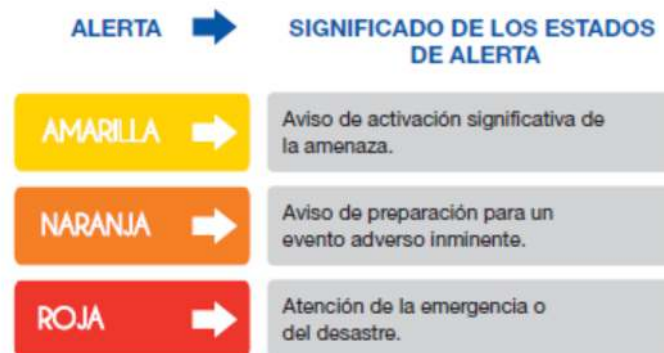 ALERTA
SIGNIFICADO DE LOS ESTADOS
DE ALERTA
AMARILLA
Aviso de activación significativa de
la amenaza.
NARANJA
Aviso de preparación para un
evento adverso inminente.
ROJA
Atención de la emergencia o
del desastre.